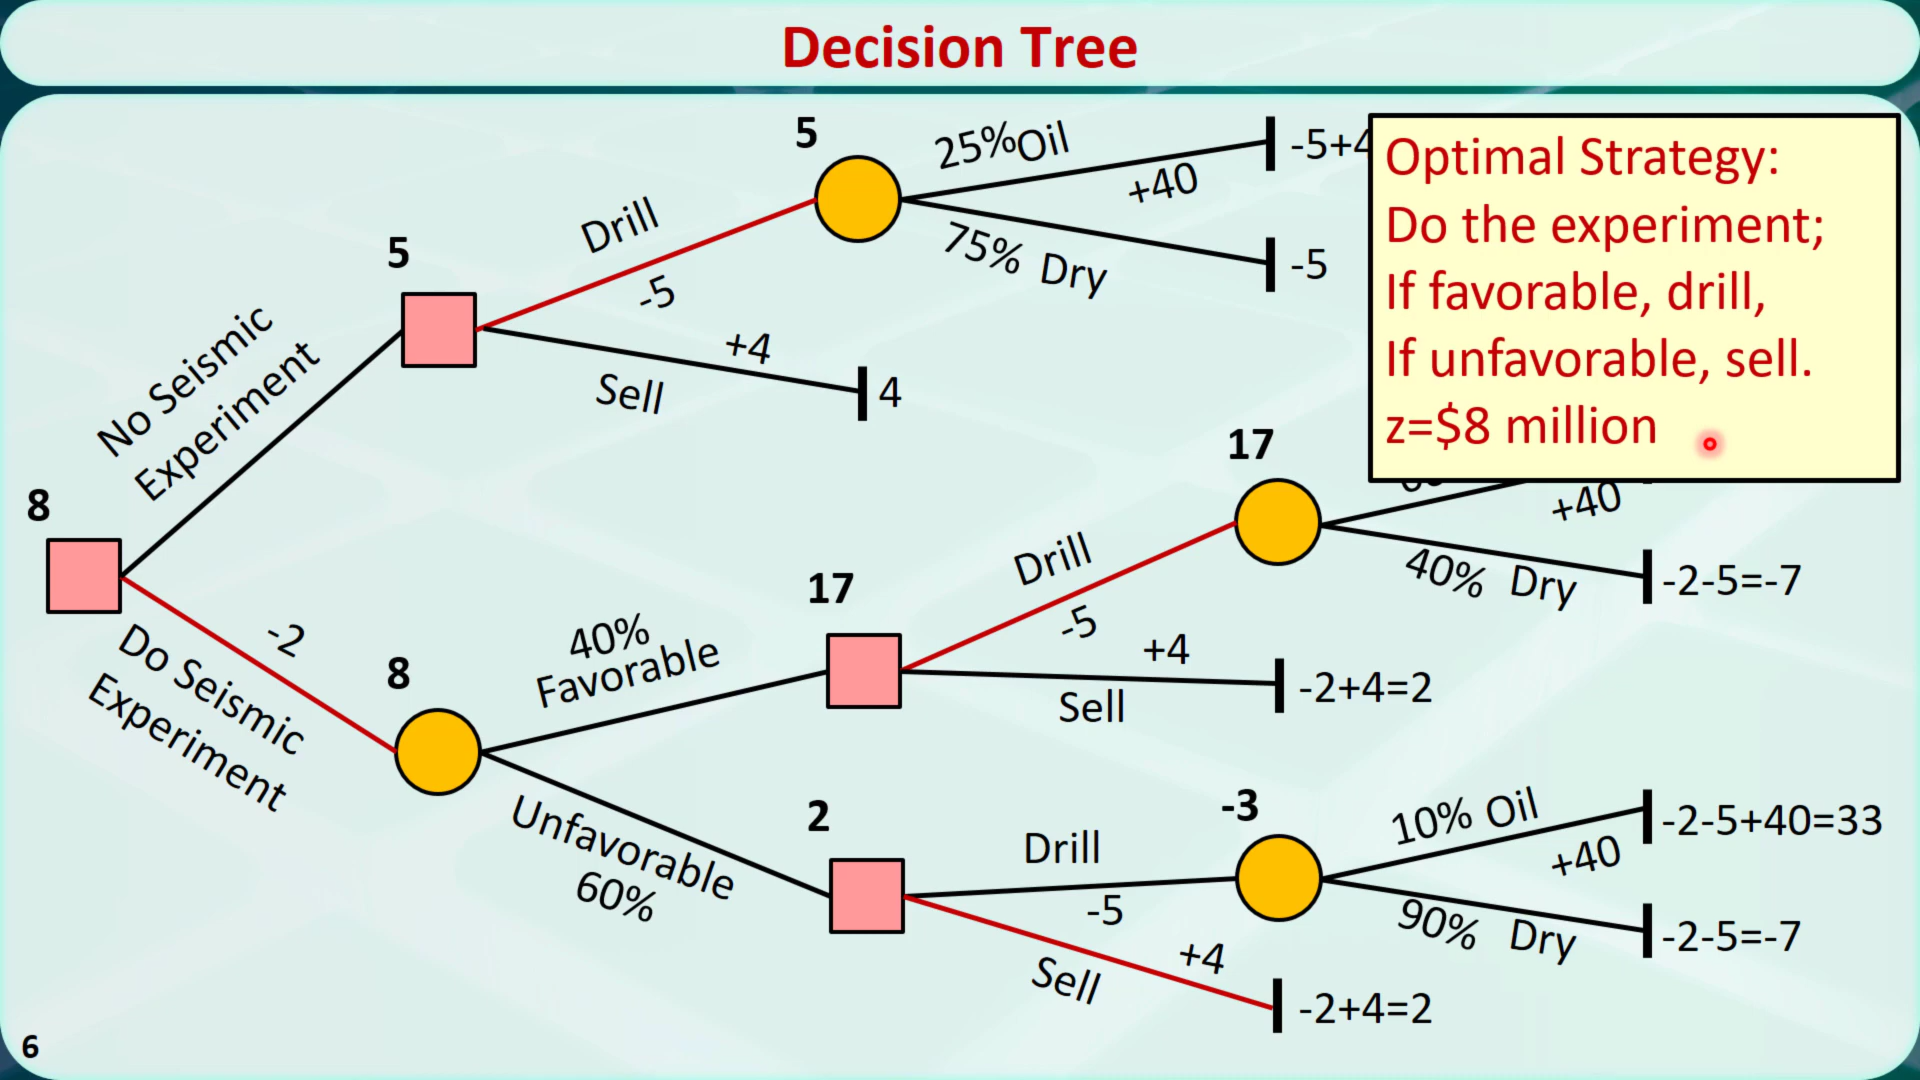 Decision Tree
5
25%Oil
+40
-5+4
75% Dry
-5
Drill
-5
5
+4
Sell
4
No Seismic
Experiment
8
-2
Do Seismic
Experiment
8
40%
Favorable
Unfavorable
60%
17
Drill
-5
17
+40
40% Dry
-2-5=-7
+4
Sell
-2+4=2
2
Drill
-5
-3
10% Oil
+40
-2-5+40=33
90% Dry
-2-5=-7
+4
Sell
-2+4=2
Optimal Strategy:
Do the experiment;
If favorable, drill,
If unfavorable, sell.
z=$8 million
6